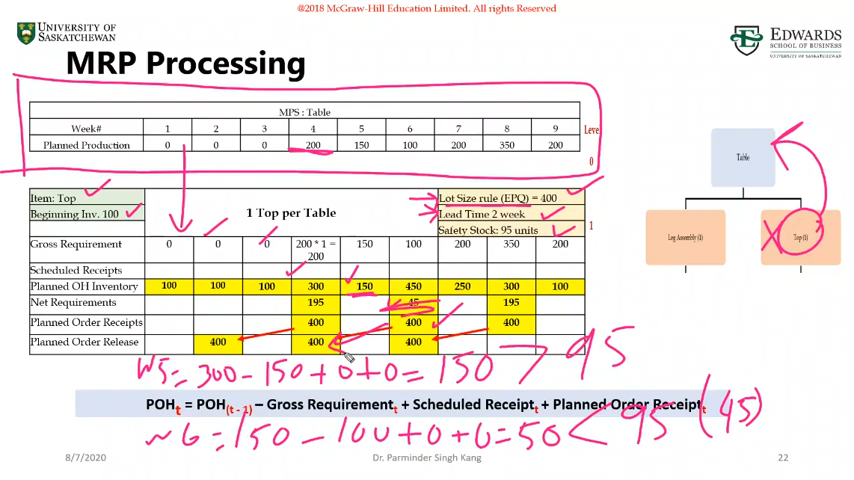 @2018 McGraw-Hill Education Limited. All rights Reserved
UNIVERSITY OF
SASKATCHEWAN
EDWARDS
SCHOOL OF BUSINESS
UNIVERSITY OF SASKATCHEWAN
MRP Processing
MPS : Table
Week# 1 2 3 4 5 6 7 8 9
Planned Production 0 0 0 200 150 100 200 350 200
Leve
0
Item: Top
Beginning Inv. 100
1 Top per Table
Lot Size rule (EPQ) = 400
Lead Time 2 week
Safety Stock: 95 units
1
Gross Requirement 0 0 0 200 * 1 = 200 150 100 200 350 200
Scheduled Receipts
Planned OH Inventory 100 100 100 300 150 450 250 300 100
Net Requirements 195 45 195
Planned Order Receipts 400 400 400
Planned Order Release 400 400 400
Table
Leg Assembly (1)
Top (1)
W5 = 300 - 150 + 0 + 0 = 150 > 95
POHt = POH(t - 1) – Gross Requirementt + Scheduled Receiptt + Planned Order Receiptt
W6 = 150 - 100 + 0 + 0 = 50 < 95 (45)
8/7/2020
Dr. Parminder Singh Kang
22